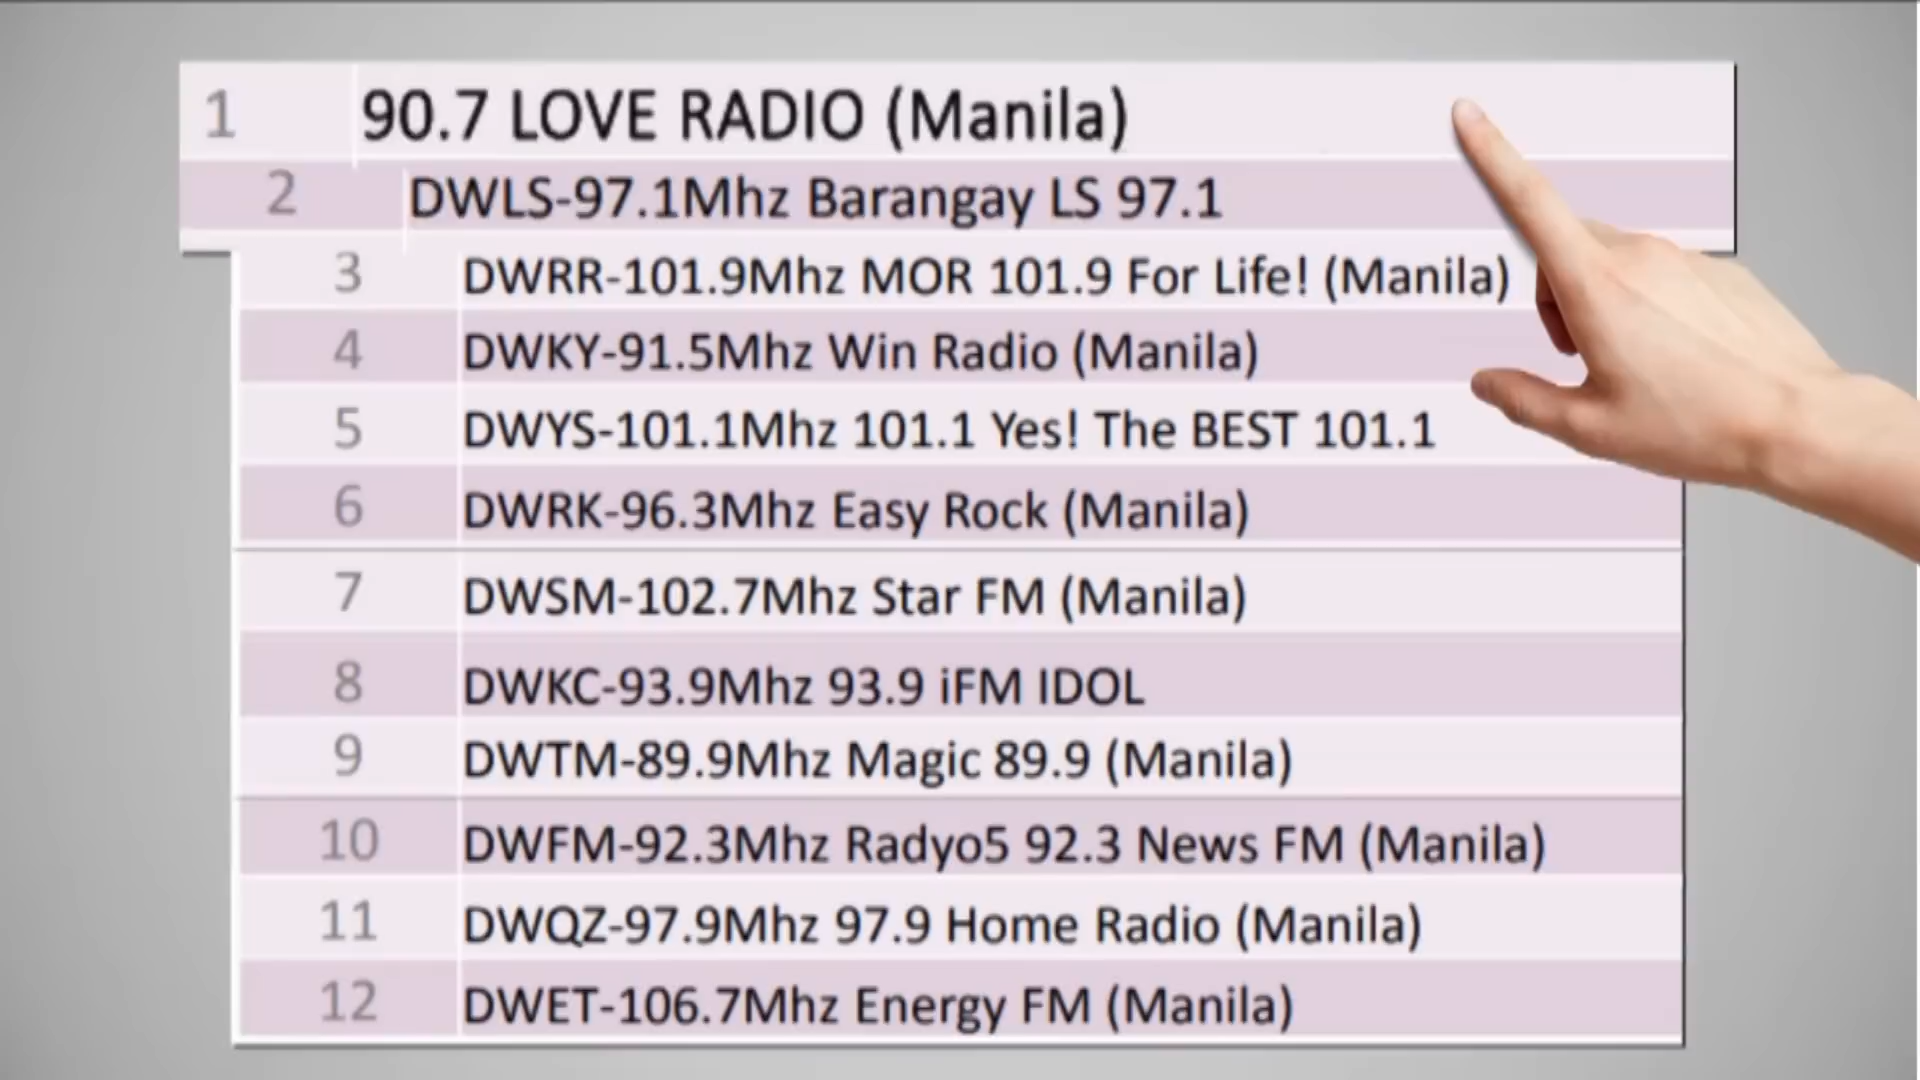 1 90.7 LOVE RADIO (Manila)
2 DWLS-97.1Mhz Barangay LS 97.1
3 DWRR-101.9Mhz MOR 101.9 For Life! (Manila)
4 DWKY-91.5Mhz Win Radio (Manila)
5 DWYS-101.1Mhz 101.1 Yes! The BEST 101.1
6 DWRK-96.3Mhz Easy Rock (Manila)
7 DWSM-102.7Mhz Star FM (Manila)
8 DWKC-93.9Mhz 93.9 iFM IDOL
9 DWTM-89.9Mhz Magic 89.9 (Manila)
10 DWFM-92.3Mhz Radyo5 92.3 News FM (Manila)
11 DWQZ-97.9Mhz 97.9 Home Radio (Manila)
12 DWET-106.7Mhz Energy FM (Manila)